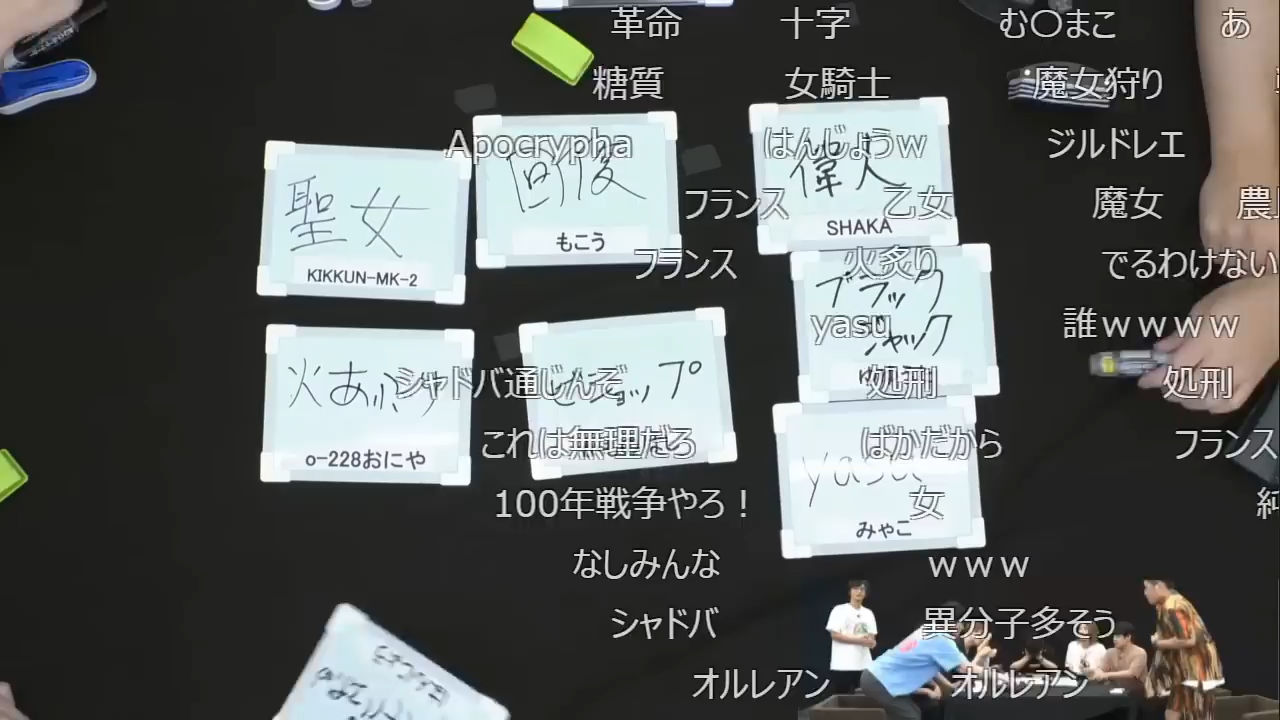 革命 十字 む〇まこ あ
糖質 女騎士 魔女狩り
Apocrypha はんじょうw ジルドレエ
フランス 乙女 魔女
フランス 火炙り でるわけない
yasu 誰wwww
シャドバ通じんぞ 処刑 処刑
これは無理だろ ばかだから フランス
100年戦争やろ！ 女
なしみんな www
シャドバ 異分子多そう
オルレアン オルレアン
聖女
KIKKUN-MK-2
もこう
偉人
SHAKA
ブラック
ジャック
火あぶり
o-228おにや
ビショップ
yasu
みゃこ